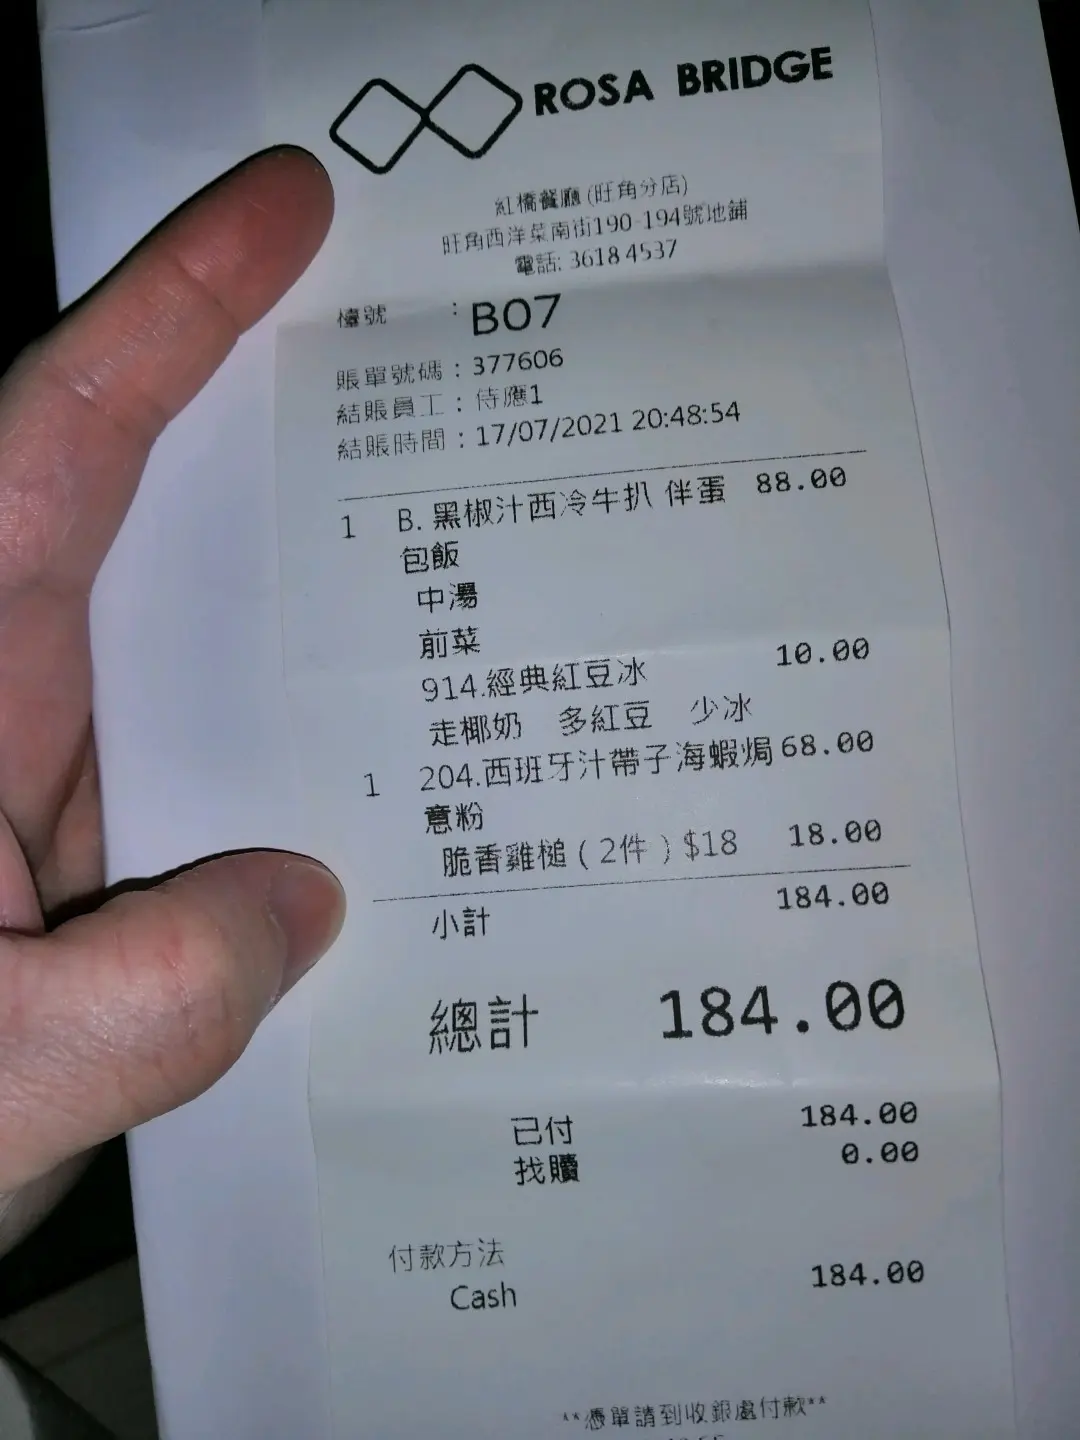 ROSA BRIDGE
紅橋餐廳 (旺角分店)
旺角西洋菜南街190-194號地鋪
電話: 3618 4537
檯號 : B07
賬單號碼 : 377606
結賬員工 : 侍應1
結賬時間 : 17/07/2021 20:48:54
1 B. 黑椒汁西冷牛扒 伴蛋 88.00
包飯
中湯
前菜
914.經典紅豆冰 10.00
走椰奶 多紅豆 少冰
1 204.西班牙汁帶子海蝦焗 68.00
意粉
脆香雞槌 ( 2件 ) $18 18.00
小計 184.00
總計 184.00
已付 184.00
找贖 0.00
付款方法
Cash 184.00
**憑單請到收銀處付款**